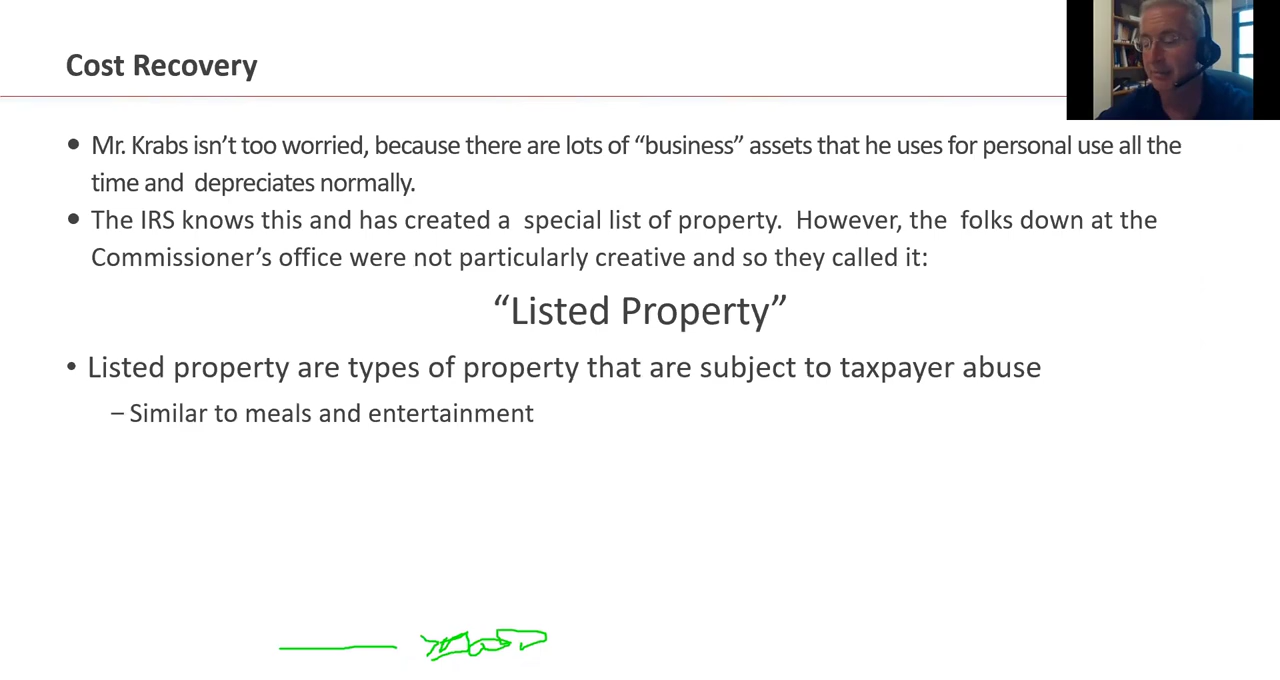 Cost Recovery
• Mr. Krabs isn’t too worried, because there are lots of “business” assets that he uses for personal use all the
time and depreciates normally.
• The IRS knows this and has created a special list of property. However, the folks down at the
Commissioner’s office were not particularly creative and so they called it:
“Listed Property”
• Listed property are types of property that are subject to taxpayer abuse
– Similar to meals and entertainment